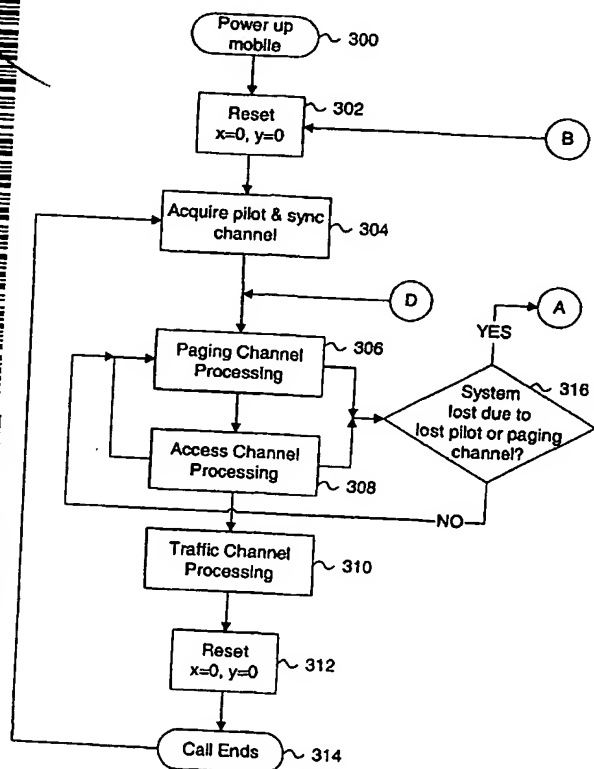 Power up
mobile
300
Reset
x=0, y=0
302
B
Acquire pilot & sync
channel
304
D
A
YES
Paging Channel
Processing
306
System
lost due to
lost pilot or paging
channel?
316
Access Channel
Processing
308
NO
Traffic Channel
Processing
310
Reset
x=0, y=0
312
Call Ends
314